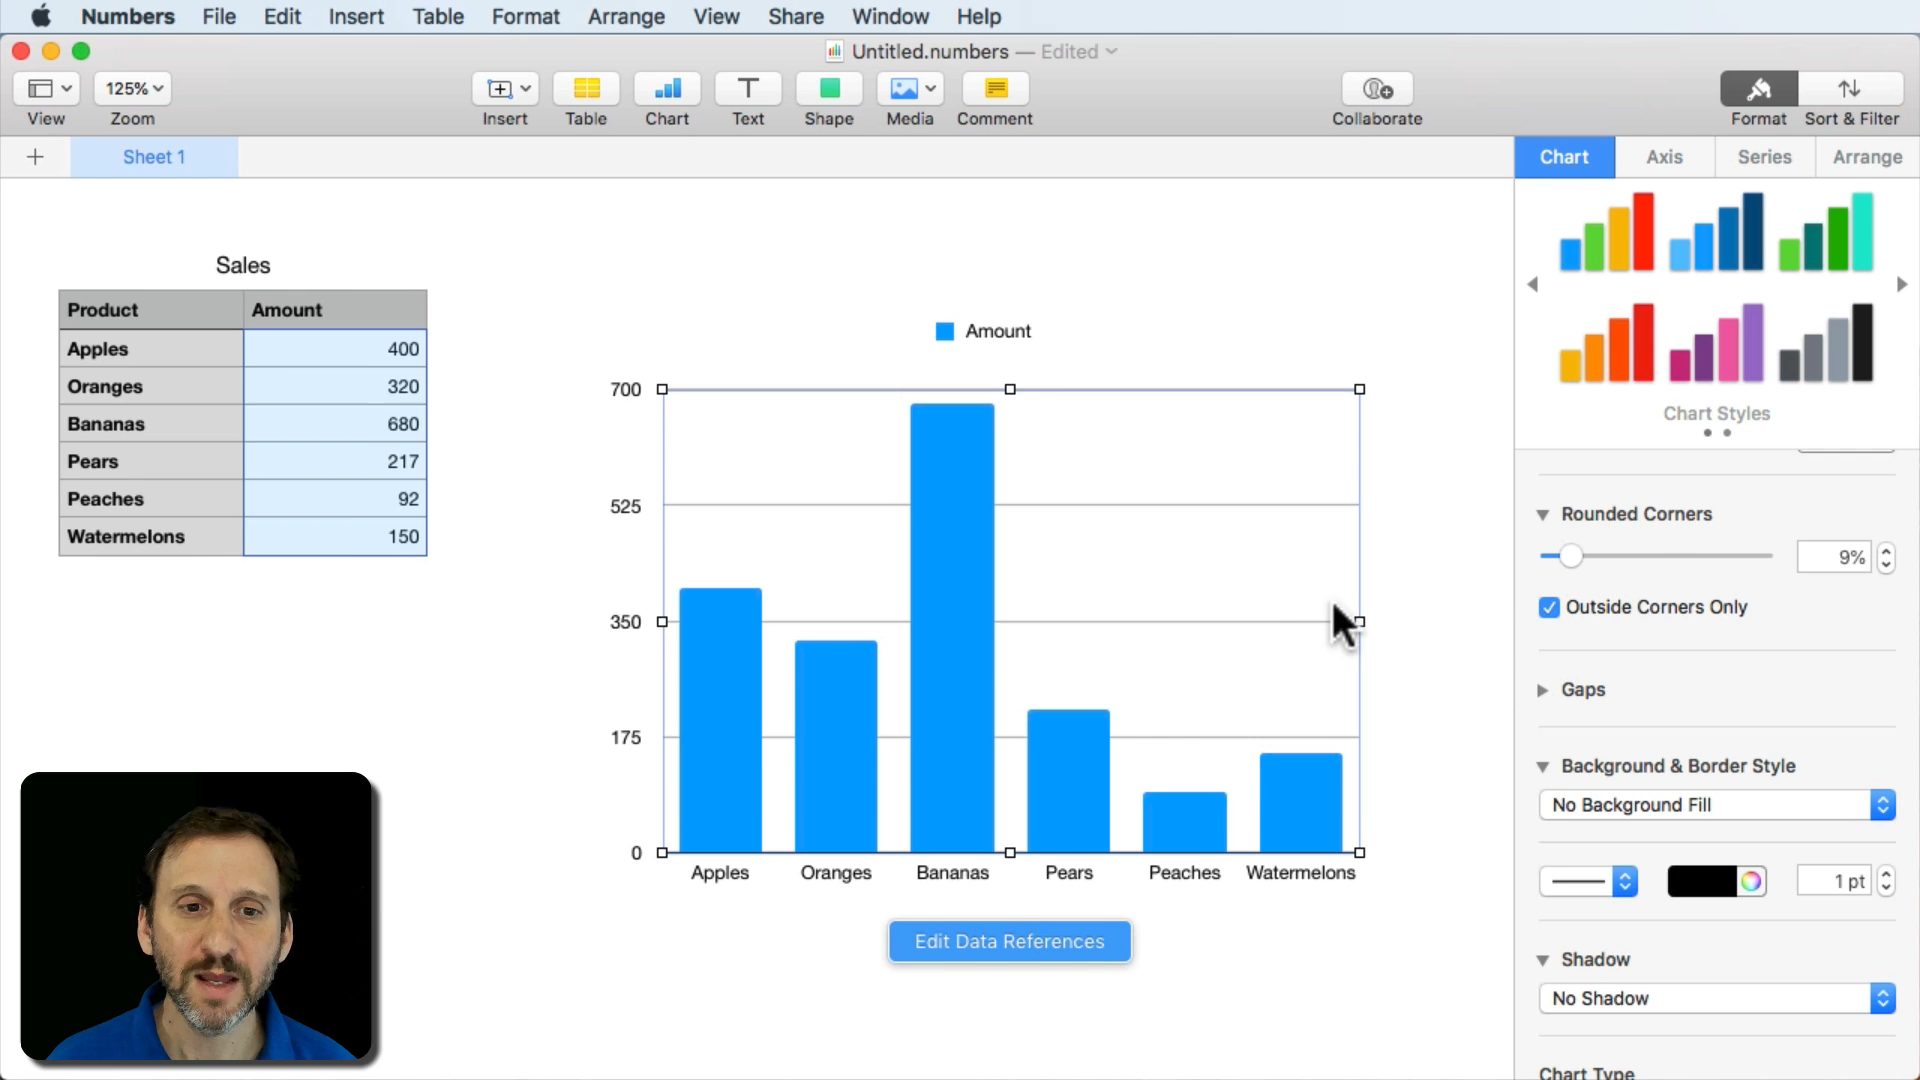 Numbers File Edit Insert Table Format Arrange View Share Window Help
Untitled.numbers — Edited
125%
View Zoom Insert Table Chart Text Shape Media Comment Collaborate Format Sort & Filter
Sheet 1
Chart Axis Series Arrange
Sales
Product Amount
Apples 400
Oranges 320
Bananas 680
Pears 217
Peaches 92
Watermelons 150
Amount
700
525
350
175
0
Apples Oranges Bananas Pears Peaches Watermelons
Edit Data References
Chart Styles
Rounded Corners
9%
Outside Corners Only
Gaps
Background & Border Style
No Background Fill
1 pt
Shadow
No Shadow
Chart Type